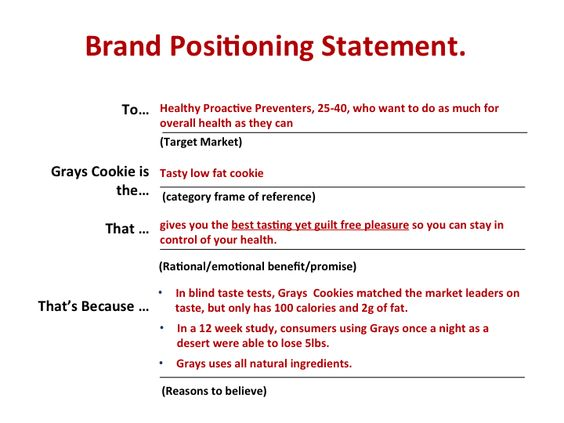 Brand Positioning Statement.
To…
Healthy Proactive Preventers, 25-40, who want to do as much for
overall health as they can
(Target Market)
Grays Cookie is
the…
Tasty low fat cookie
(category frame of reference)
That …
gives you the best tasting yet guilt free pleasure so you can stay in
control of your health.
(Rational/emotional benefit/promise)
That’s Because …
• In blind taste tests, Grays Cookies matched the market leaders on
taste, but only has 100 calories and 2g of fat.
• In a 12 week study, consumers using Grays once a night as a
desert were able to lose 5lbs.
• Grays uses all natural ingredients.
(Reasons to believe)